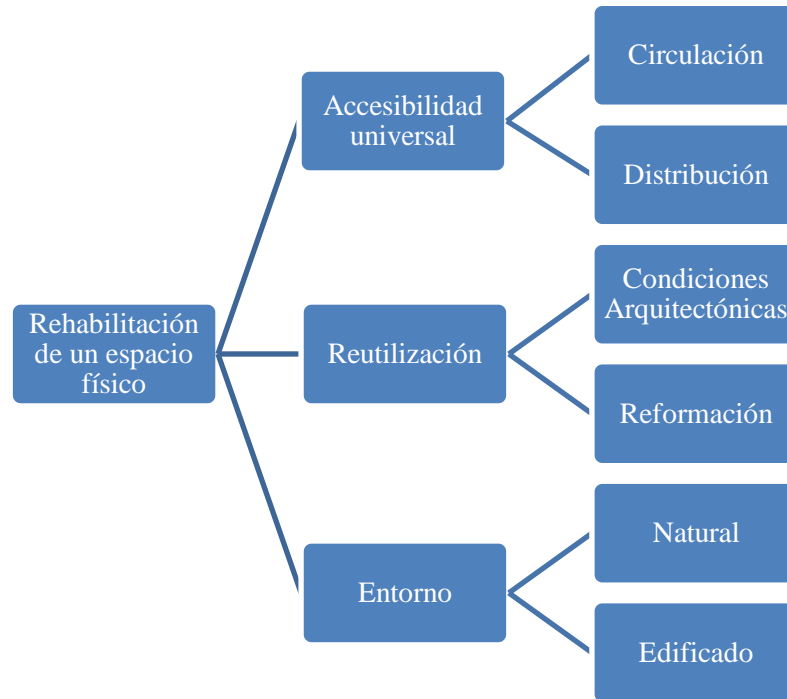 Rehabilitación
de un espacio
físico
Accesibilidad
universal
Circulación
Distribución
Reutilización
Condiciones
Arquitectónicas
Reformación
Entorno
Natural
Edificado